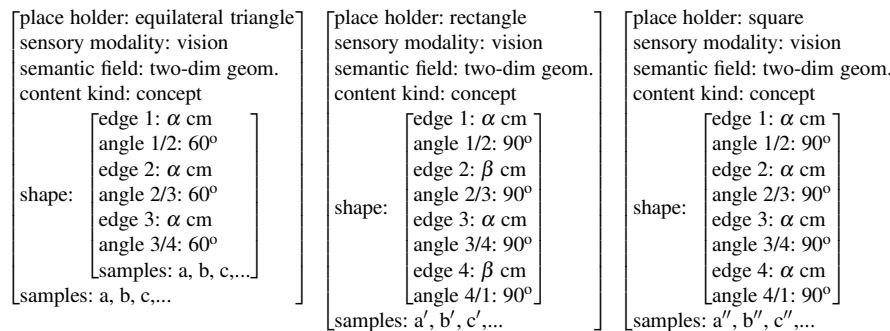 place holder: equilateral triangle
sensory modality: vision
semantic field: two-dim geom.
content kind: concept
edge 1: α cm
angle 1/2: 60º
edge 2: α cm
shape: angle 2/3: 60º
edge 3: α cm
angle 3/4: 60º
samples: a, b, c,...
samples: a, b, c,...
place holder: rectangle
sensory modality: vision
semantic field: two-dim geom.
content kind: concept
edge 1: α cm
angle 1/2: 90º
edge 2: β cm
angle 2/3: 90º
shape:
edge 3: α cm
angle 3/4: 90º
edge 4: β cm
angle 4/1: 90º
samples: a′, b′, c′,...
place holder: square
sensory modality: vision
semantic field: two-dim geom.
content kind: concept
edge 1: α cm
angle 1/2: 90º
edge 2: α cm
angle 2/3: 90º
shape:
edge 3: α cm
angle 3/4: 90º
edge 4: α cm
angle 4/1: 90º
samples: a″, b″, c″,...